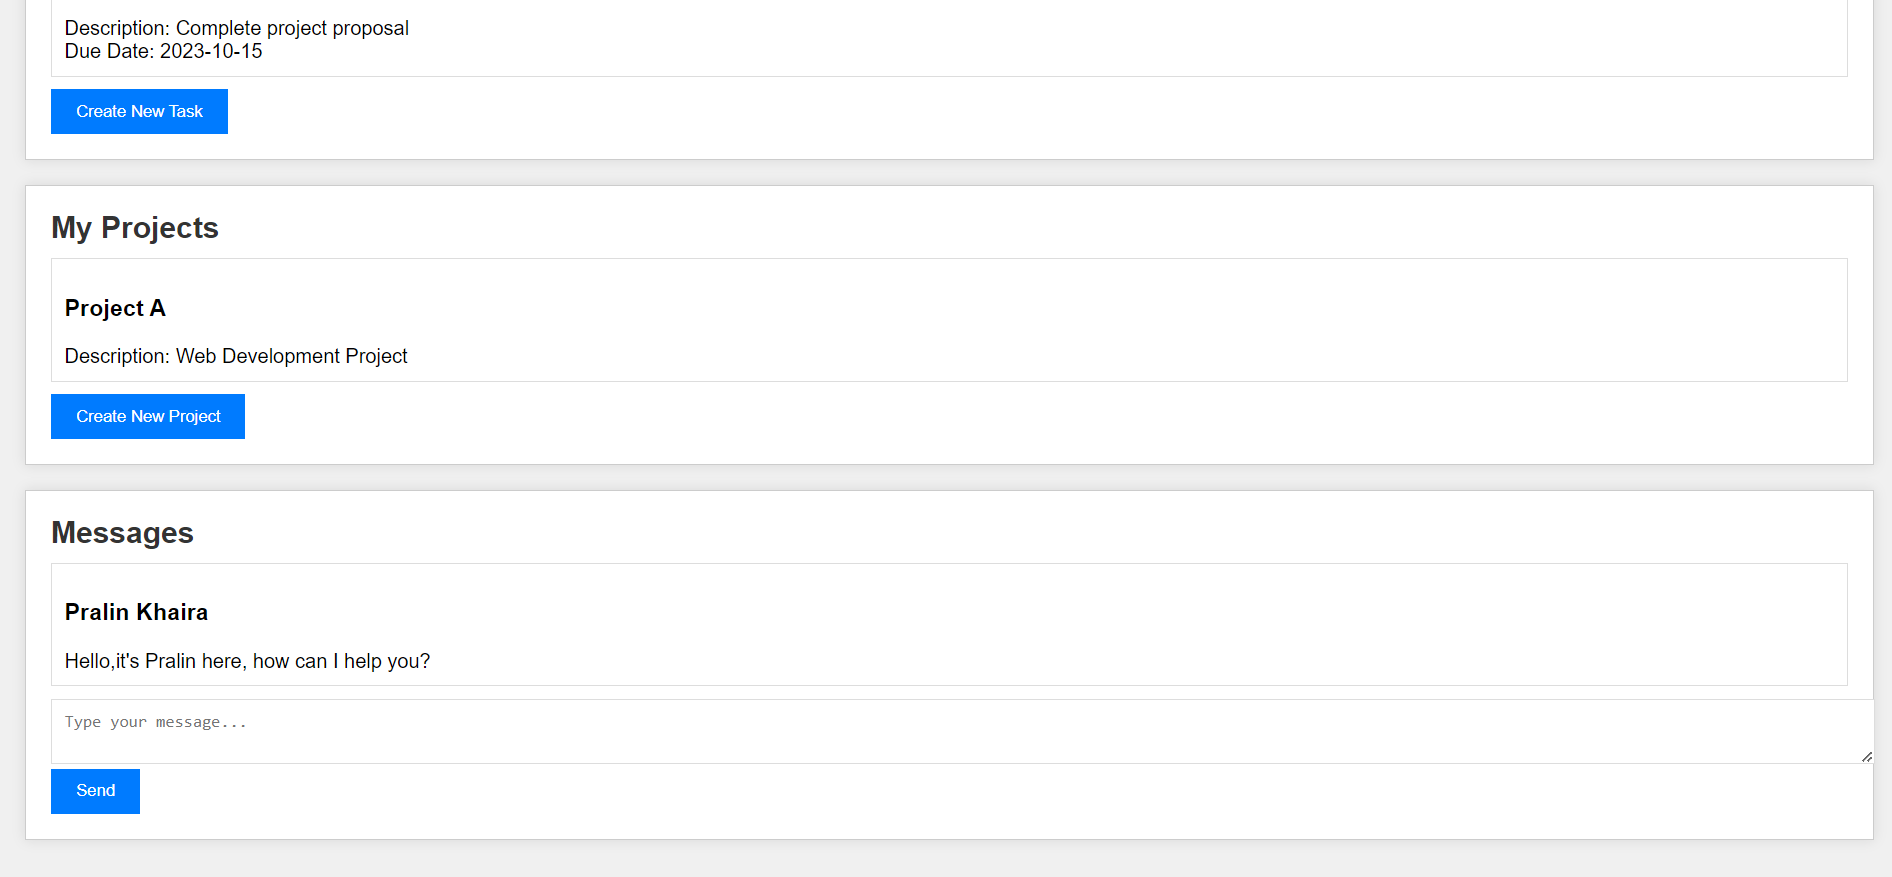 Description: Complete project proposal
Due Date: 2023-10-15
Create New Task
My Projects
Project A
Description: Web Development Project
Create New Project
Messages
Pralin Khaira
Hello,it's Pralin here, how can I help you?
Type your message...
Send